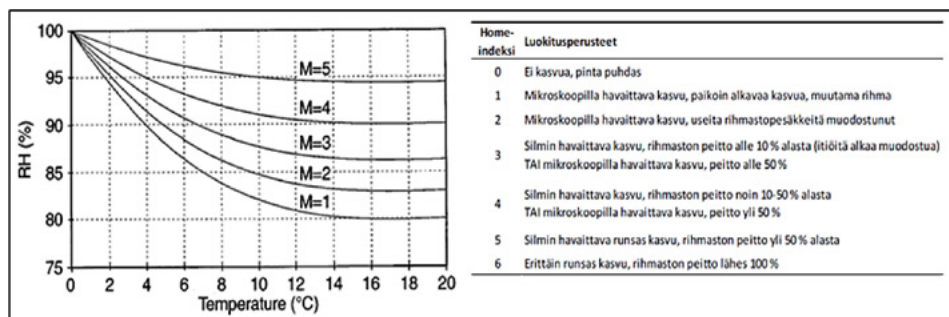 100
95
90
85
80
75
RH (%)
M=5
M=4
M=3
M=2
M=1
0 2 4 6 8 10 12 14 16 18 20
Temperature (°C)
Home-
indeksi
Luokitusperusteet
0 Ei kasvua, pinta puhdas
1 Mikroskoopilla havaittava kasvu, paikoin alkavaa kasvua, muutama rihma
2 Mikroskoopilla havaittava kasvu, useita rihmastopesäkkeitä muodostunut
3 Silmin havaittava kasvu, rihmaston peitto alle 10 % alasta (itiöitä alkaa muodostua)
TAI mikroskoopilla havaittava kasvu, peitto alle 50 %
4 Silmin havaittava kasvu, rihmaston peitto noin 10-50 % alasta
TAI mikroskoopilla havaittava kasvu, peitto yli 50 %
5 Silmin havaittava runsas kasvu, rihmaston peitto yli 50 % alasta
6 Erittäin runsas kasvu, rihmaston peitto lähes 100 %